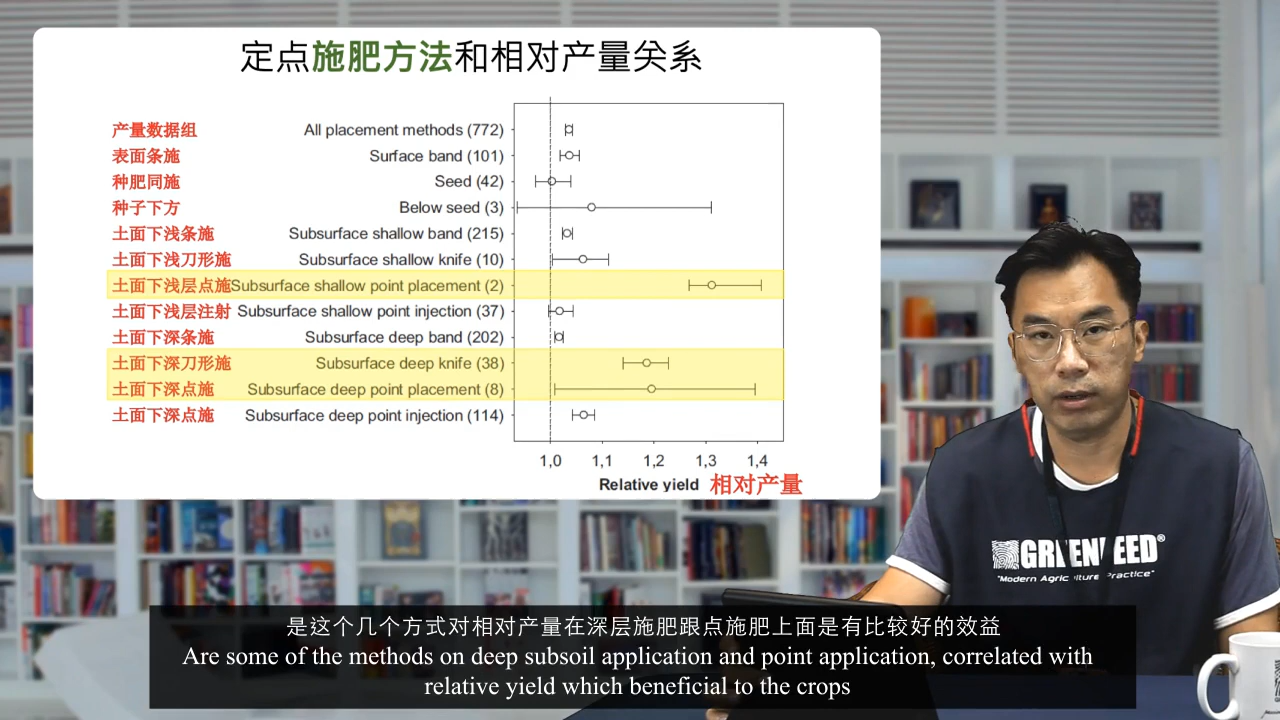 定点施肥方法和相对产量关系
产量数据组 All placement methods (772)
表面条施 Surface band (101)
种肥同施 Seed (42)
种子下方 Below seed (3)
土面下浅条施 Subsurface shallow band (215)
土面下浅刀形施 Subsurface shallow knife (10)
土面下浅层点施 Subsurface shallow point placement (2)
土面下浅层注射 Subsurface shallow point injection (37)
土面下深条施 Subsurface deep band (202)
土面下深刀形施 Subsurface deep knife (38)
土面下深点施 Subsurface deep point placement (8)
土面下深点施 Subsurface deep point injection (114)
1,0 1,1 1,2 1,3 1,4
Relative yield 相对产量
"Modern Practice"
是这个几个方式对相对产量在深层施肥跟点施肥上面是有比较好的效益
Are some of the methods on deep subsoil application and point application, correlated with
relative yield which beneficial to the crops